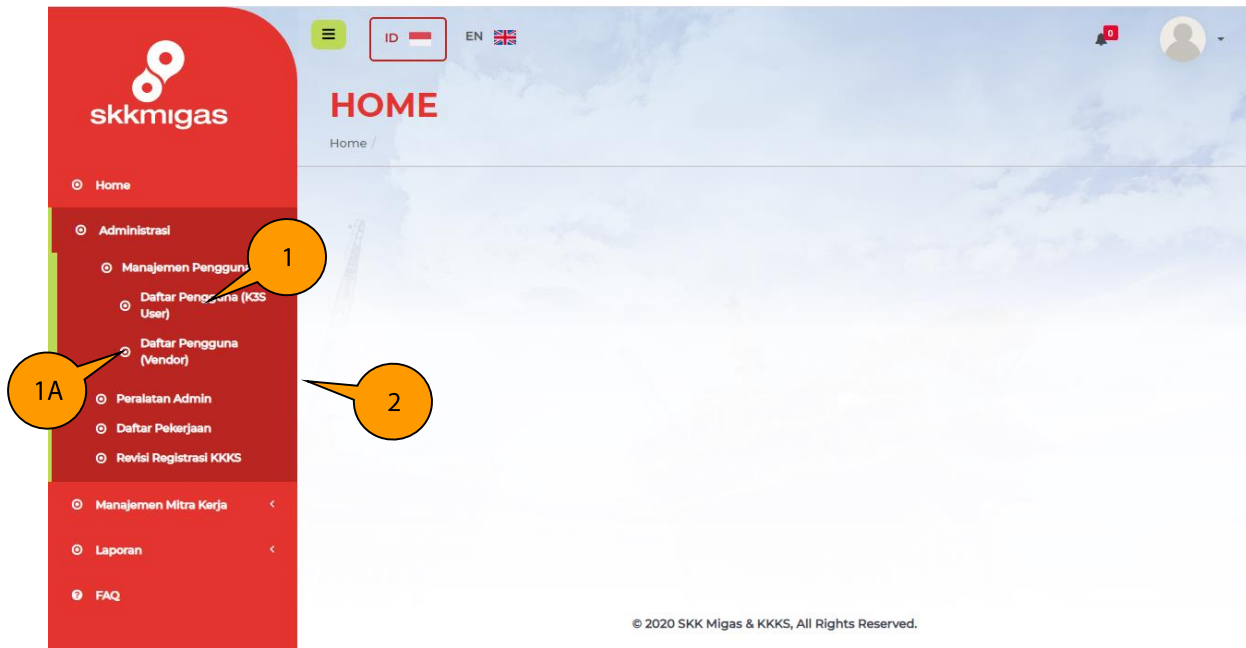 ID
EN
0
skkmigas
HOME
Home /
Home
Administrasi
1
Manajemen Pengguna
Daftar Pengguna (K3S
User)
Daftar Pengguna
(Vendor)
1A
2
Peralatan Admin
Daftar Pekerjaan
Revisi Registrasi KKKS
Manajemen Mitra Kerja
Laporan
FAQ
© 2020 SKK Migas & KKKS, All Rights Reserved.